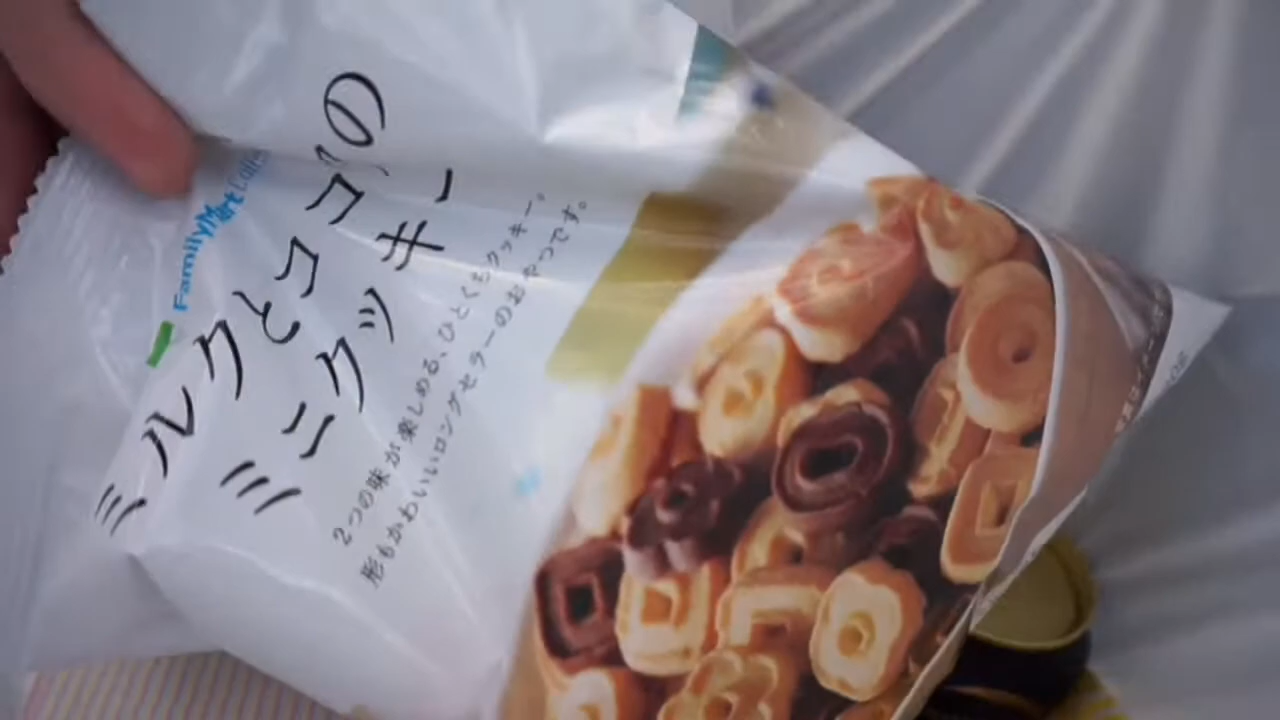 FamilyMart Colle
ミルクとココアの
ミニクッキー
2つの味が楽しめる、ひとくちクッキー。
形もかわいいロングセラーのおやつです。